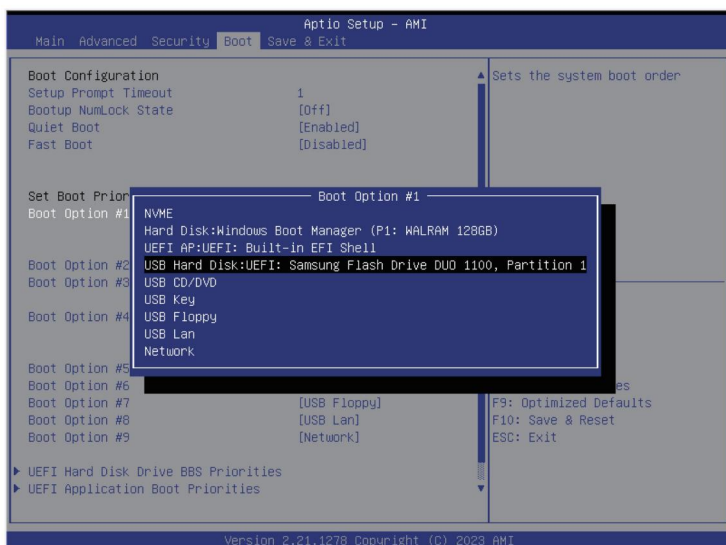 Aptio Setup – AMI
Main Advanced Security Boot Save & Exit
Boot Configuration
Setup Prompt Timeout 1
Bootup NumLock State [Off]
Quiet Boot [Enabled]
Fast Boot [Disabled]
Sets the system boot order
Set Boot Prior
Boot Option #1
Boot Option #1
NVME
Hard Disk:Windows Boot Manager (P1: WALRAM 128GB)
UEFI AP:UEFI: Built-in EFI Shell
USB Hard Disk:UEFI: Samsung Flash Drive DUO 1100, Partition 1
USB CD/DVD
USB Key
USB Floppy
USB Lan
Network
Boot Option #2
Boot Option #3
Boot Option #4
Boot Option #5
Boot Option #6
Boot Option #7 [USB Floppy]
Boot Option #8 [USB Lan]
Boot Option #9 [Network]
es
F9: Optimized Defaults
F10: Save & Reset
ESC: Exit
UEFI Hard Disk Drive BBS Priorities
UEFI Application Boot Priorities
Version 2.21.1278 Copyright (C) 2023 AMI